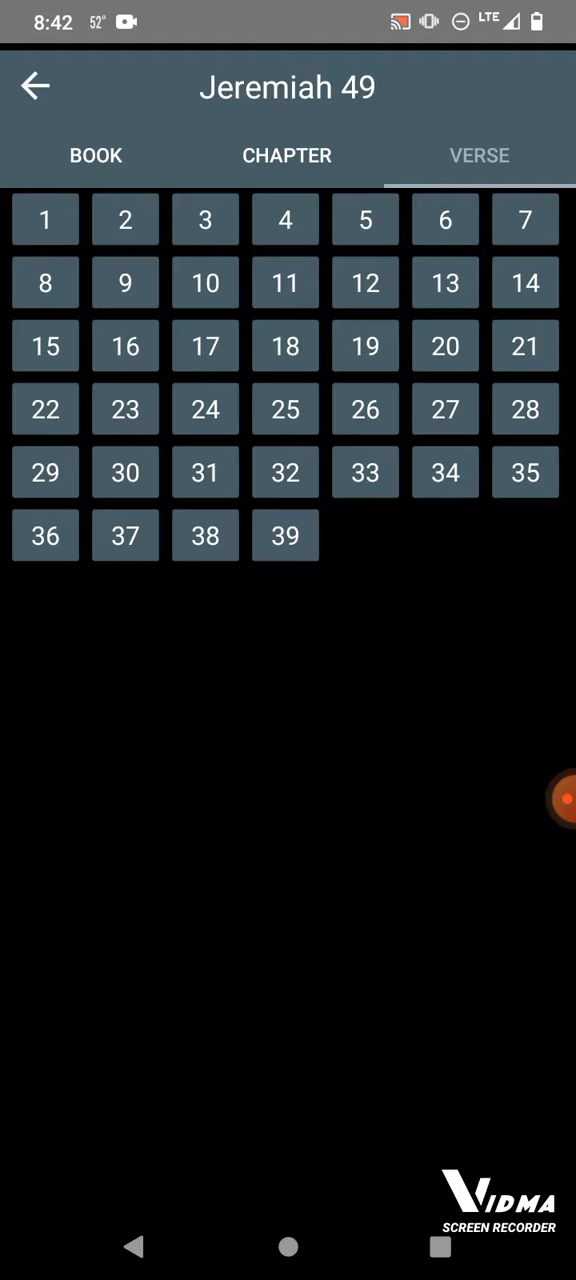 8:42 52° LTE
Jeremiah 49
BOOK CHAPTER VERSE
1 2 3 4 5 6 7
8 9 10 11 12 13 14
15 16 17 18 19 20 21
22 23 24 25 26 27 28
29 30 31 32 33 34 35
36 37 38 39
VIDMA
SCREEN RECORDER